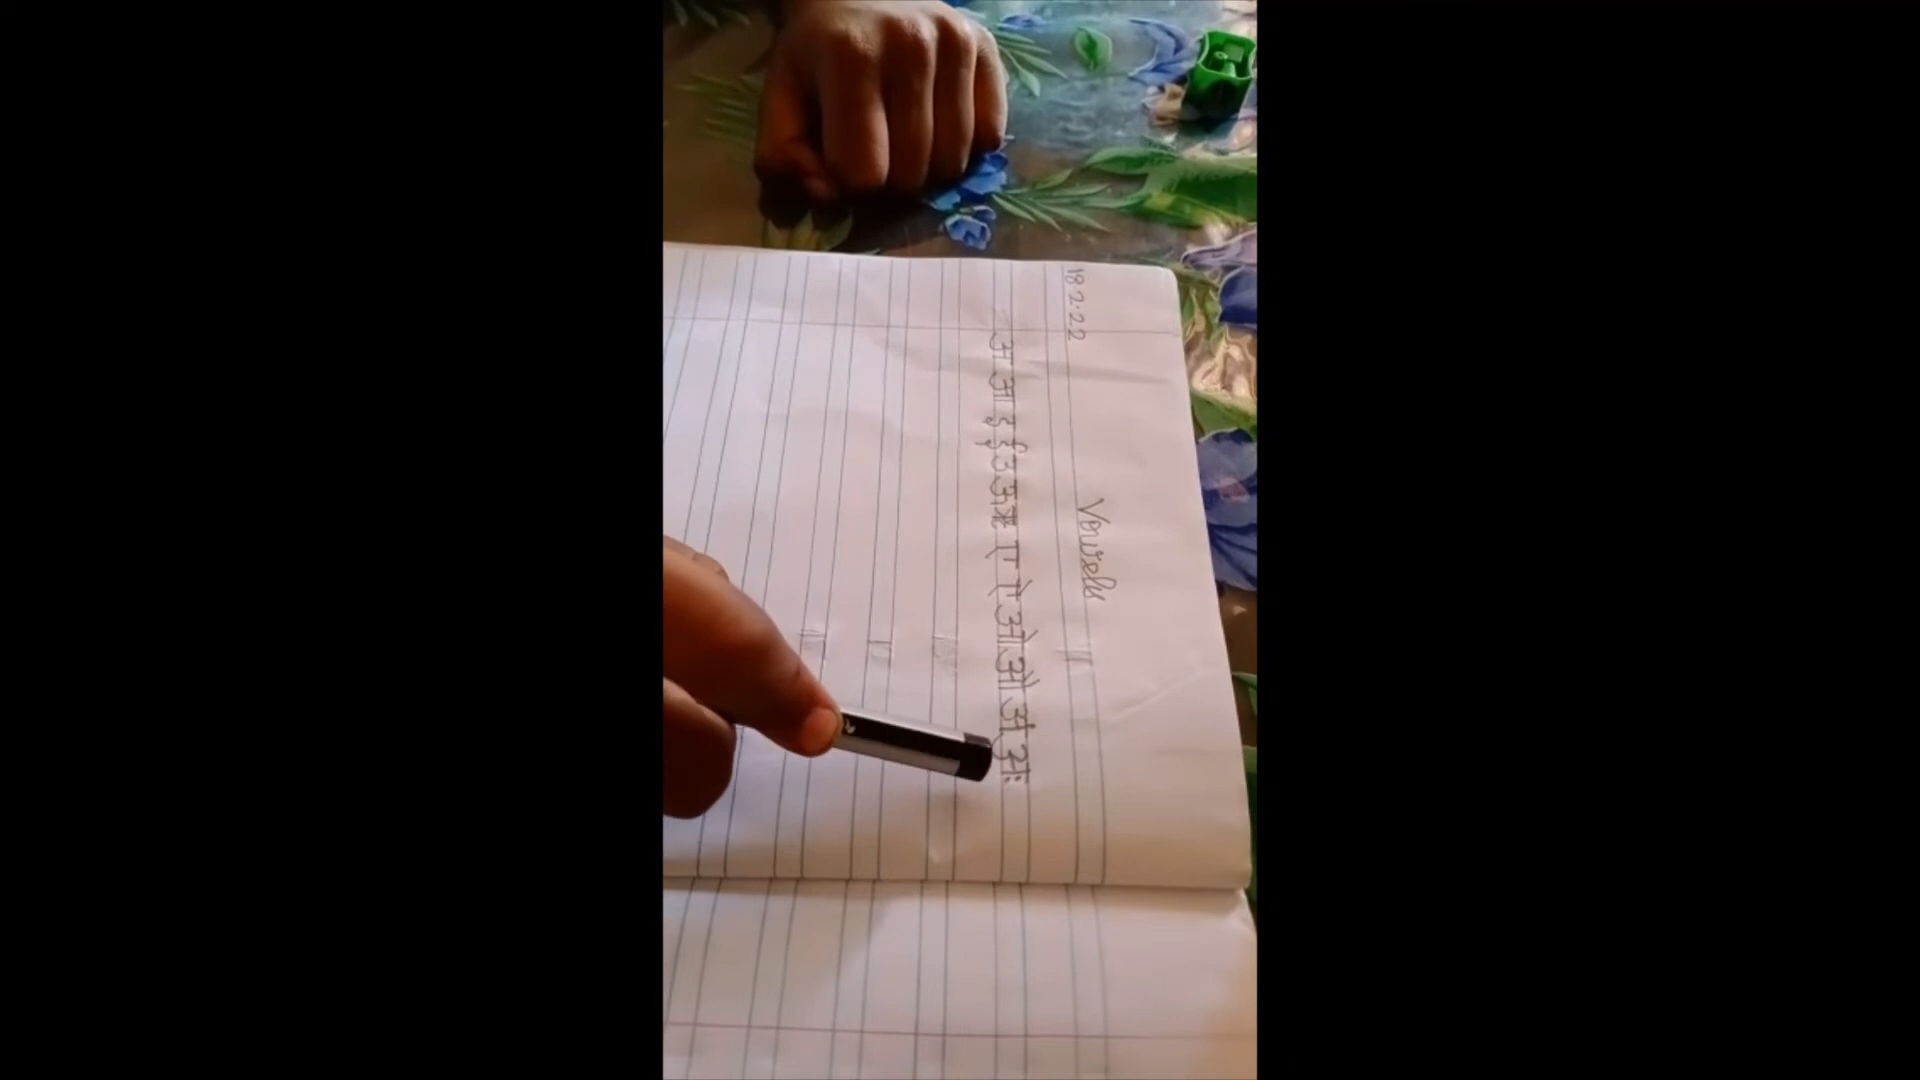 18.2.22
Vowels
अ आ इ ई उ ऊ ऋ ए ऐ ओ औ अं अः